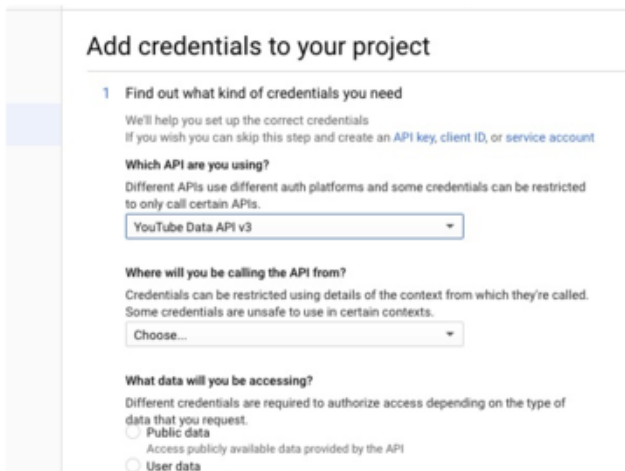 Add credentials to your project
1 Find out what kind of credentials you need
We'll help you set up the correct credentials
If you wish you can skip this step and create an API key, client ID, or service account
Which API are you using?
Different APIs use different auth platforms and some credentials can be restricted
to only call certain APIs.
YouTube Data API v3
Where will you be calling the API from?
Credentials can be restricted using details of the context from which they're called.
Some credentials are unsafe to use in certain contexts.
Choose...
What data will you be accessing?
Different credentials are required to authorize access depending on the type of
data that you request.
Public data
Access publicly available data provided by the API
User data